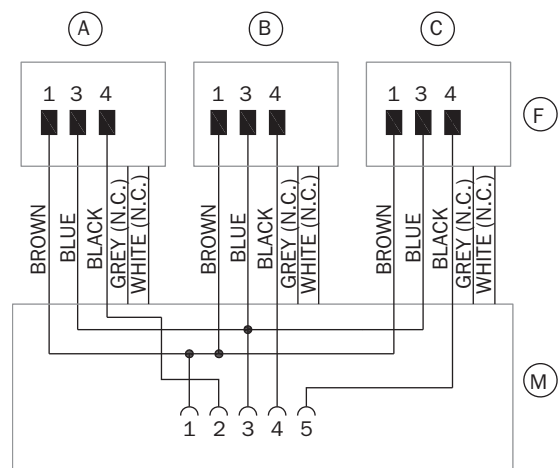 A B C
1 3 4 1 3 4 1 3 4
F
BROWN BLUE BLACK GREY (N.C.) WHITE (N.C.) BROWN BLUE BLACK GREY (N.C.) WHITE (N.C.) BROWN BLUE BLACK GREY (N.C.) WHITE (N.C.)
M
1 2 3 4 5